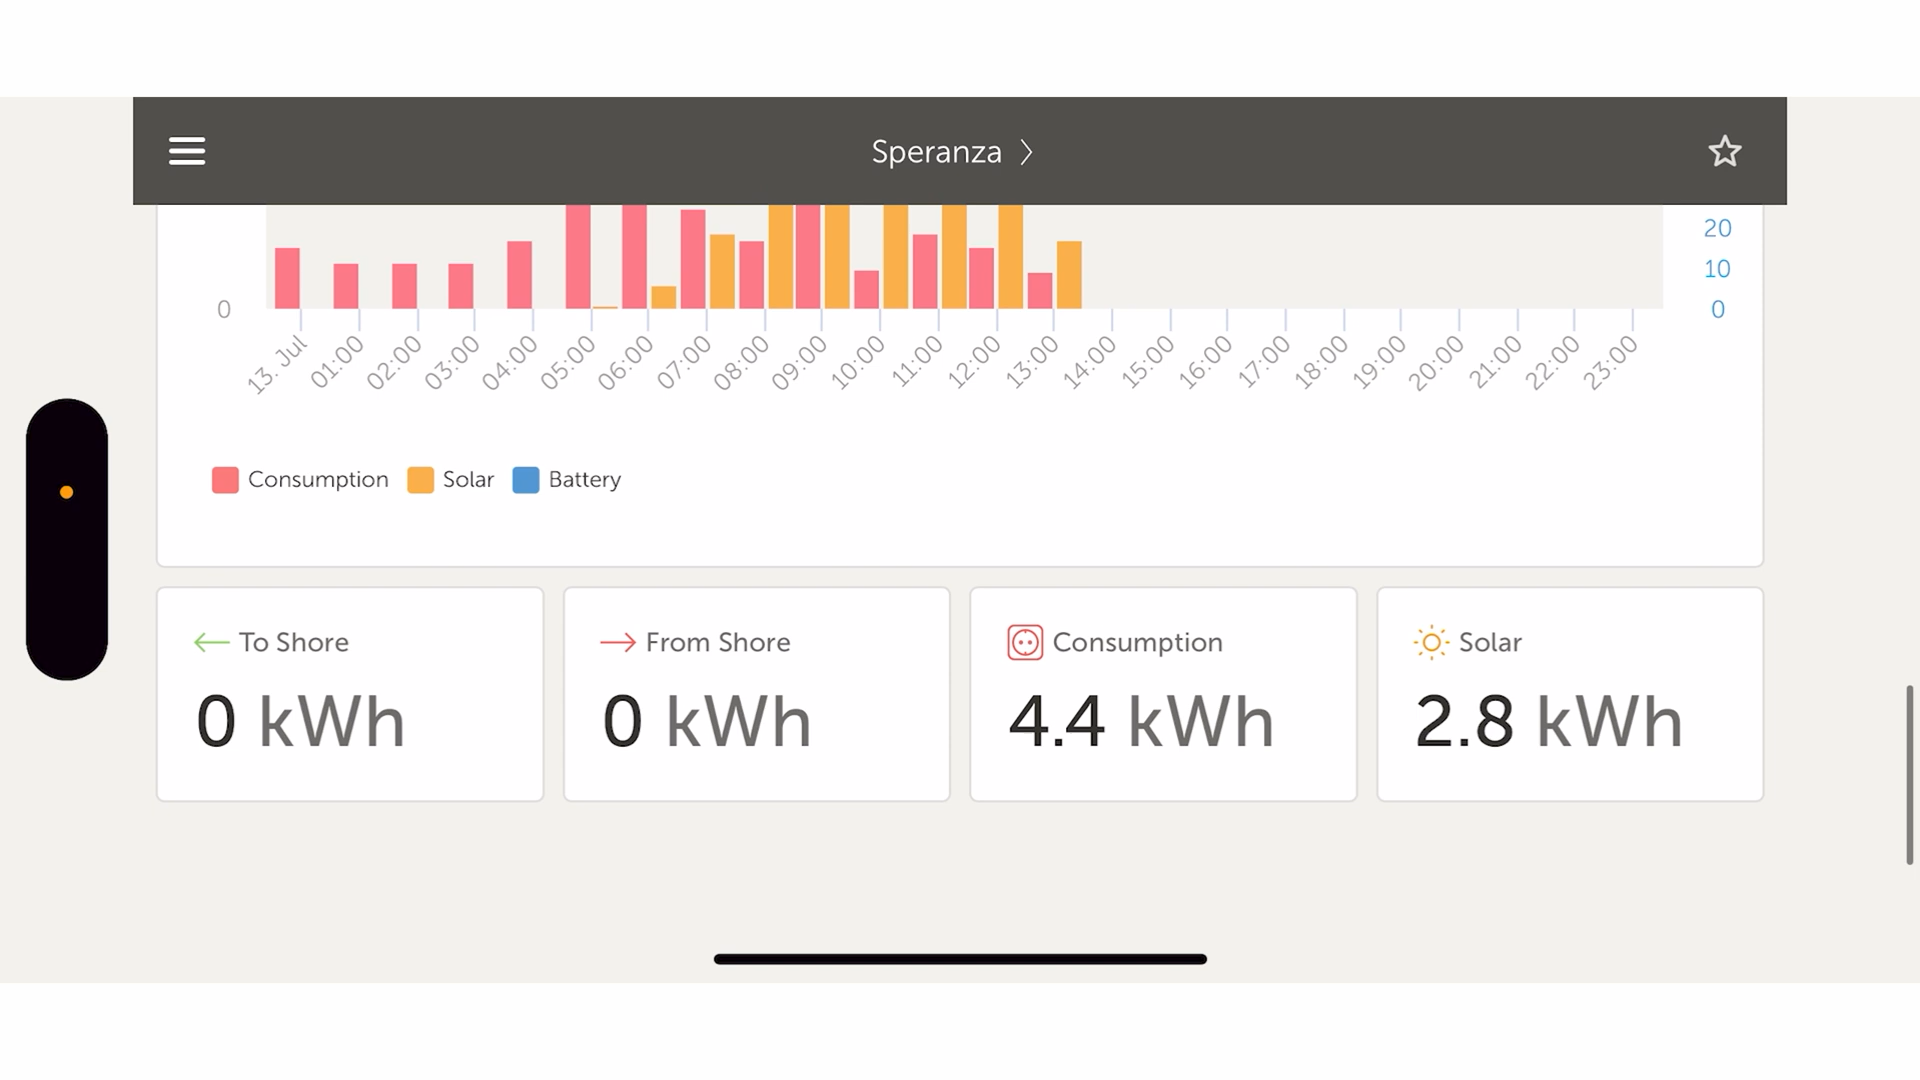 Speranza
20
10
0
0
13. Jul 01:00 02:00 03:00 04:00 05:00 06:00 07:00 08:00 09:00 10:00 11:00 12:00 13:00 14:00 15:00 16:00 17:00 18:00 19:00 20:00 21:00 22:00 23:00
Consumption Solar Battery
To Shore
0 kWh
From Shore
0 kWh
Consumption
4.4 kWh
Solar
2.8 kWh